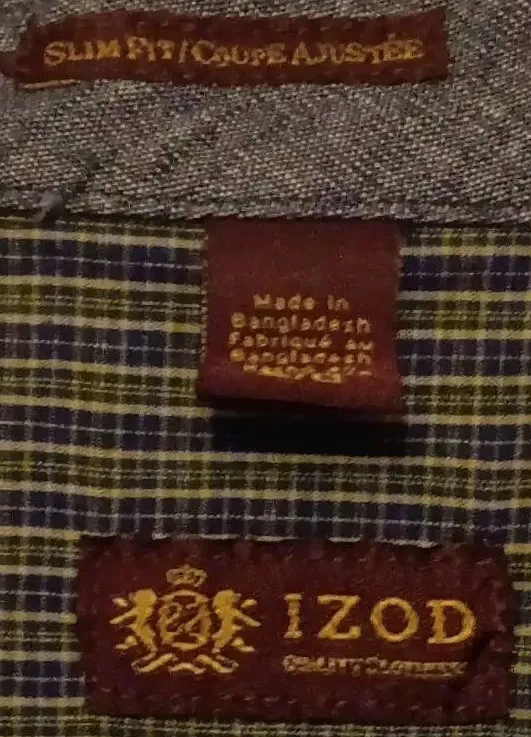 SLIM FIT/COUPE AJUSTÉE
Made in
Bangladesh
Fabriqué au
Bangladesh
IZOD